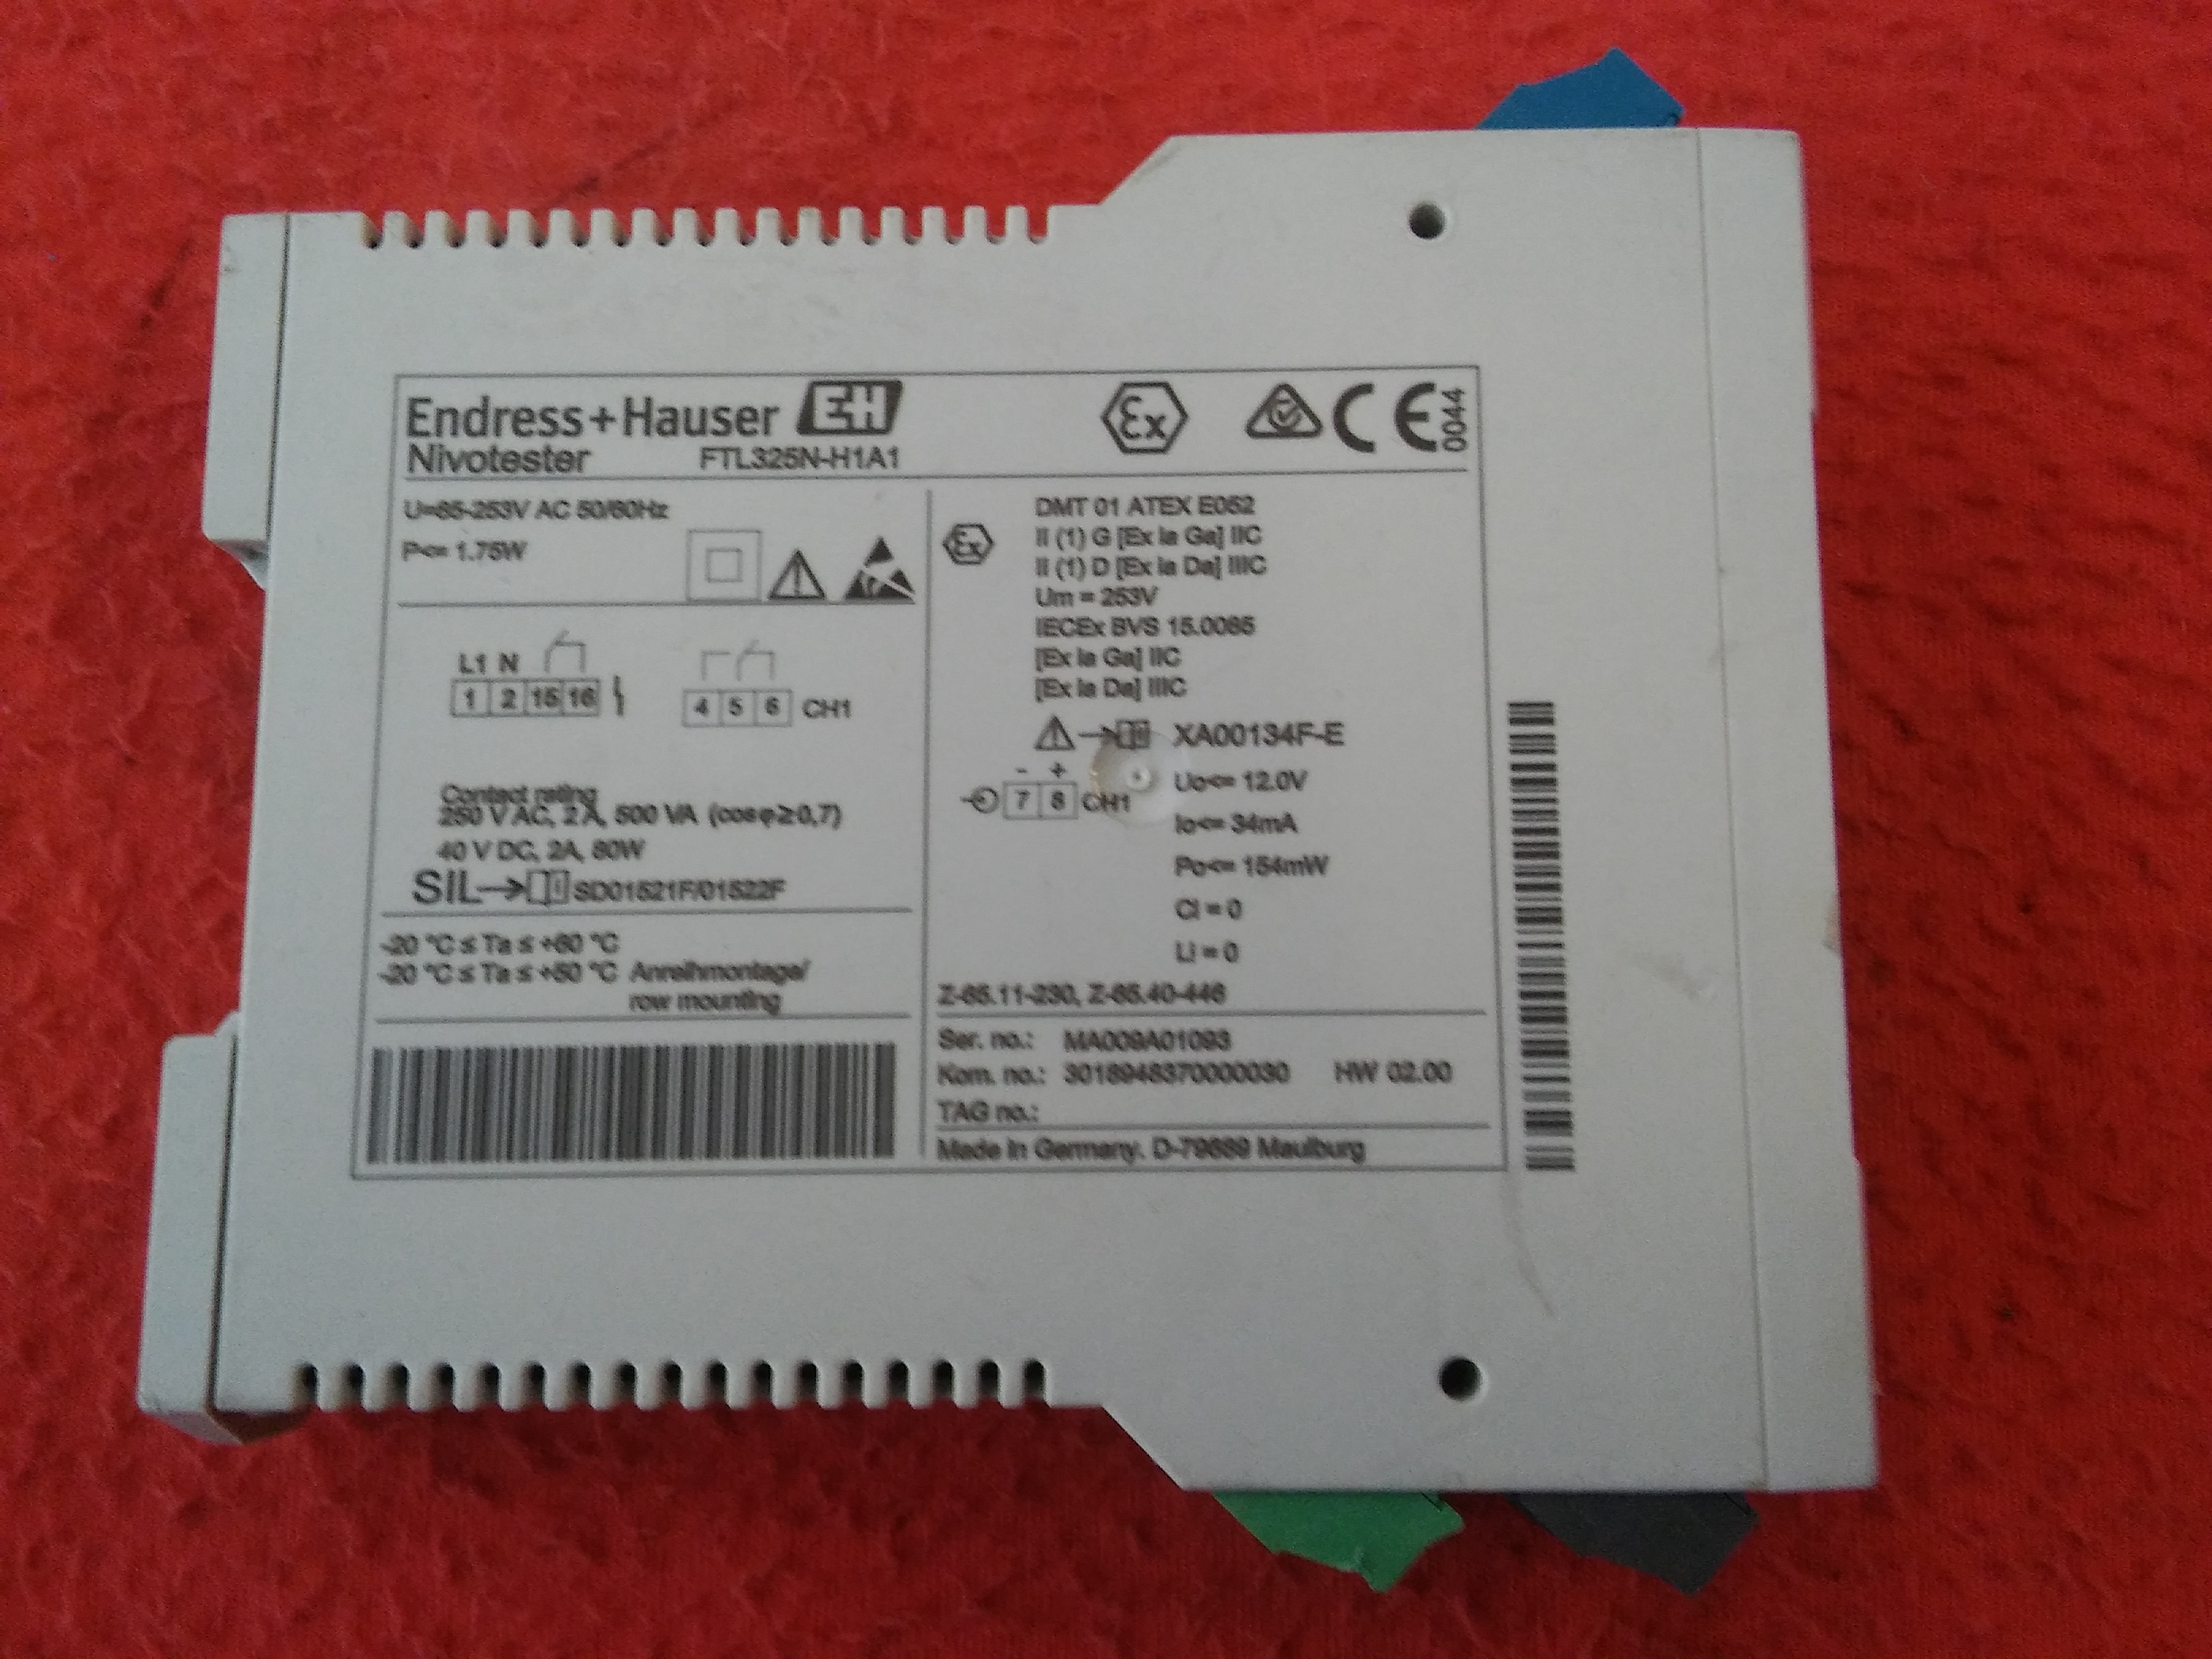 Endress+Hauser EH
Nivotester FTL325N-H1A1
Ex CE 0044
U=85-253V AC 50/60Hz
P<= 1.75W
L1 N
1 2 15 16
4 5 6 CH1
Contact rating
250 V AC, 2 A, 500 VA (cosφ≥0,7)
40 V DC, 2A, 80W
SIL→ SD01521F/01522F
-20 °C ≤ Ta ≤ +60 °C
-20 °C ≤ Ta ≤ +50 °C Anreihmontage/
row mounting
Ex
DMT 01 ATEX E052
II (1) G [Ex ia Ga] IIC
II (1) D [Ex ia Da] IIIC
Um = 253V
IECEx BVS 15.0065
[Ex ia Ga] IIC
[Ex ia Da] IIIC
→ XA00134F-E
- +
7 8 CH1
Uo<= 12.0V
Io<= 34mA
Po<= 154mW
Ci = 0
Li = 0
Z-65.11-230, Z-65.40-446
Ser. no.: MA009A01093
Kom. no.: 3018948370000030 HW 02.00
TAG no.:
Made in Germany. D-79689 Maulburg